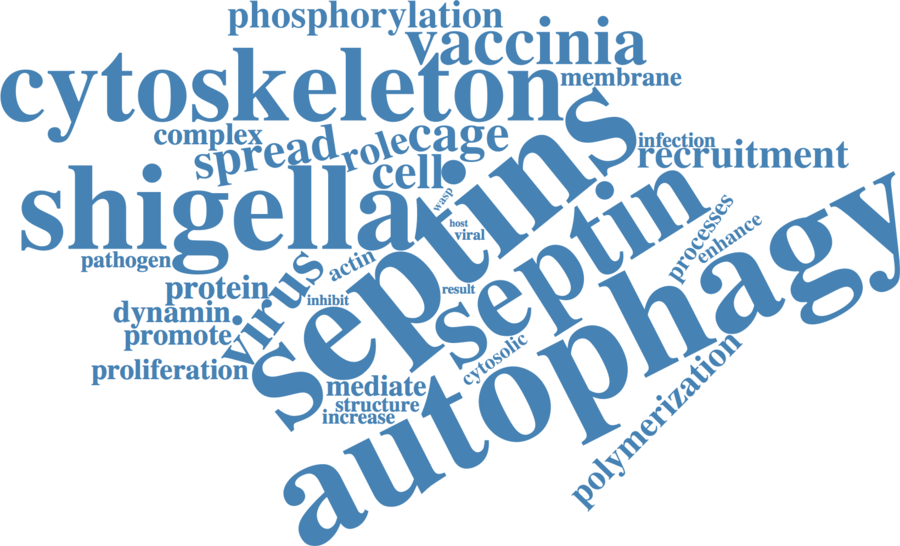 phosphorylation
vaccinia
cytoskeleton
membrane
complex
cage
spread
role
infection
recruitment
cell
septins
shigella
wasp
host
viral
septin
processes
enhance
pathogen
actin
virus
protein
inhibit
result
autophagy
dynamin
promote
cytosolic
proliferation
mediate
structure
increase
polymerization